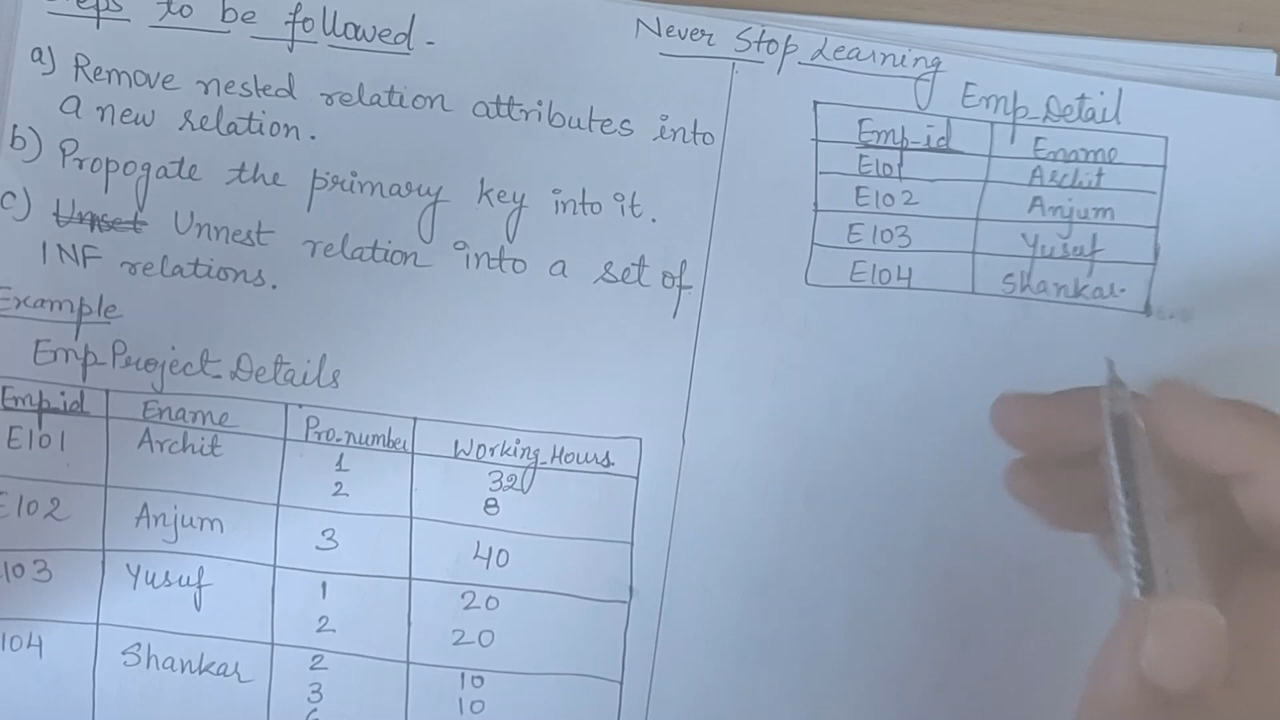 Steps to be followed -
a) Remove nested relation attributes into
a new relation.
b) Propogate the primary key into it.
c) Unnest relation into a set of
1NF relations.
Example
Emp_Project_Details
Emp_id Ename Pro_number Working_Hours.
E101 Archit 1 32
2 8
E102 Anjum 3 40
103 Yusuf 1 20
2 20
104 Shankar 2 10
3 10
Never Stop Learning
Emp_Detail
Emp_id Ename
E101 Archit
E102 Anjum
E103 Yusuf
E104 Shankar.